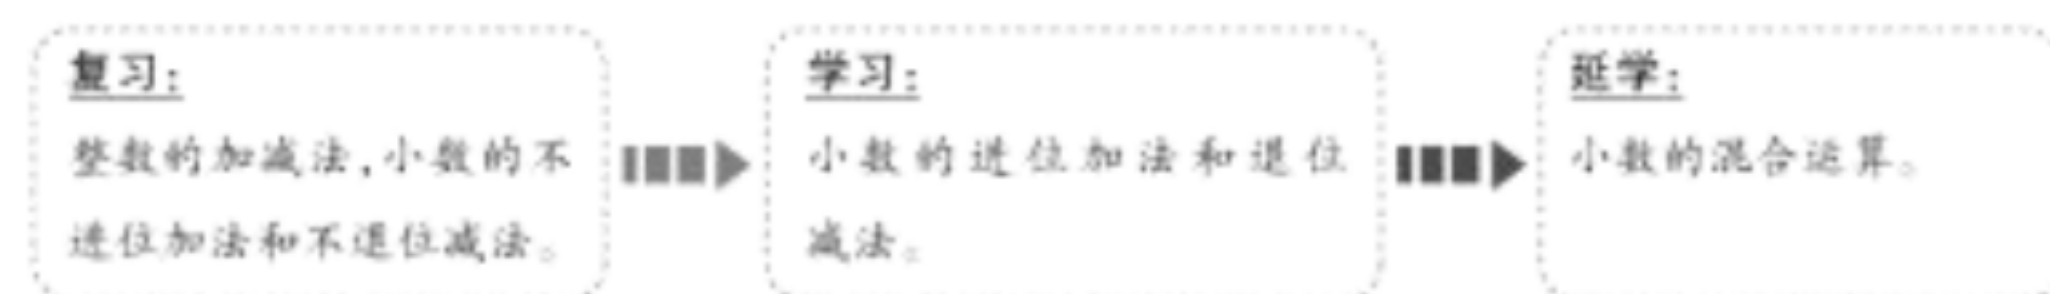 复习:
整数的加减法,小数的不
进位加法和不退位减法。
学习:
小数的进位加法和退位
减法。
延学:
小数的混合运算。